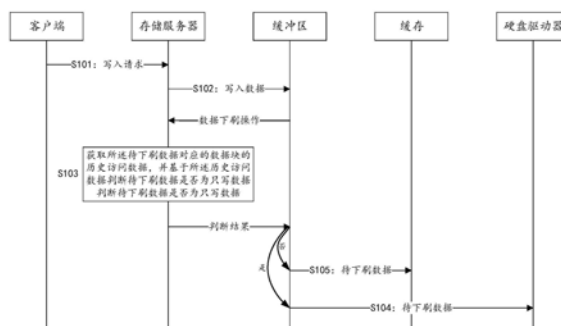 客户端
存储服务器
缓冲区
缓存
硬盘驱动器
S101：写入请求
S102：写入数据
数据下刷操作
S103
获取所述待下刷数据对应的数据块的
历史访问数据，并基于所述历史访问
数据判断待下刷数据是否为只写数据
判断待下刷数据是否为只写数据
判断结果
否
是
S105：待下刷数据
S104：待下刷数据